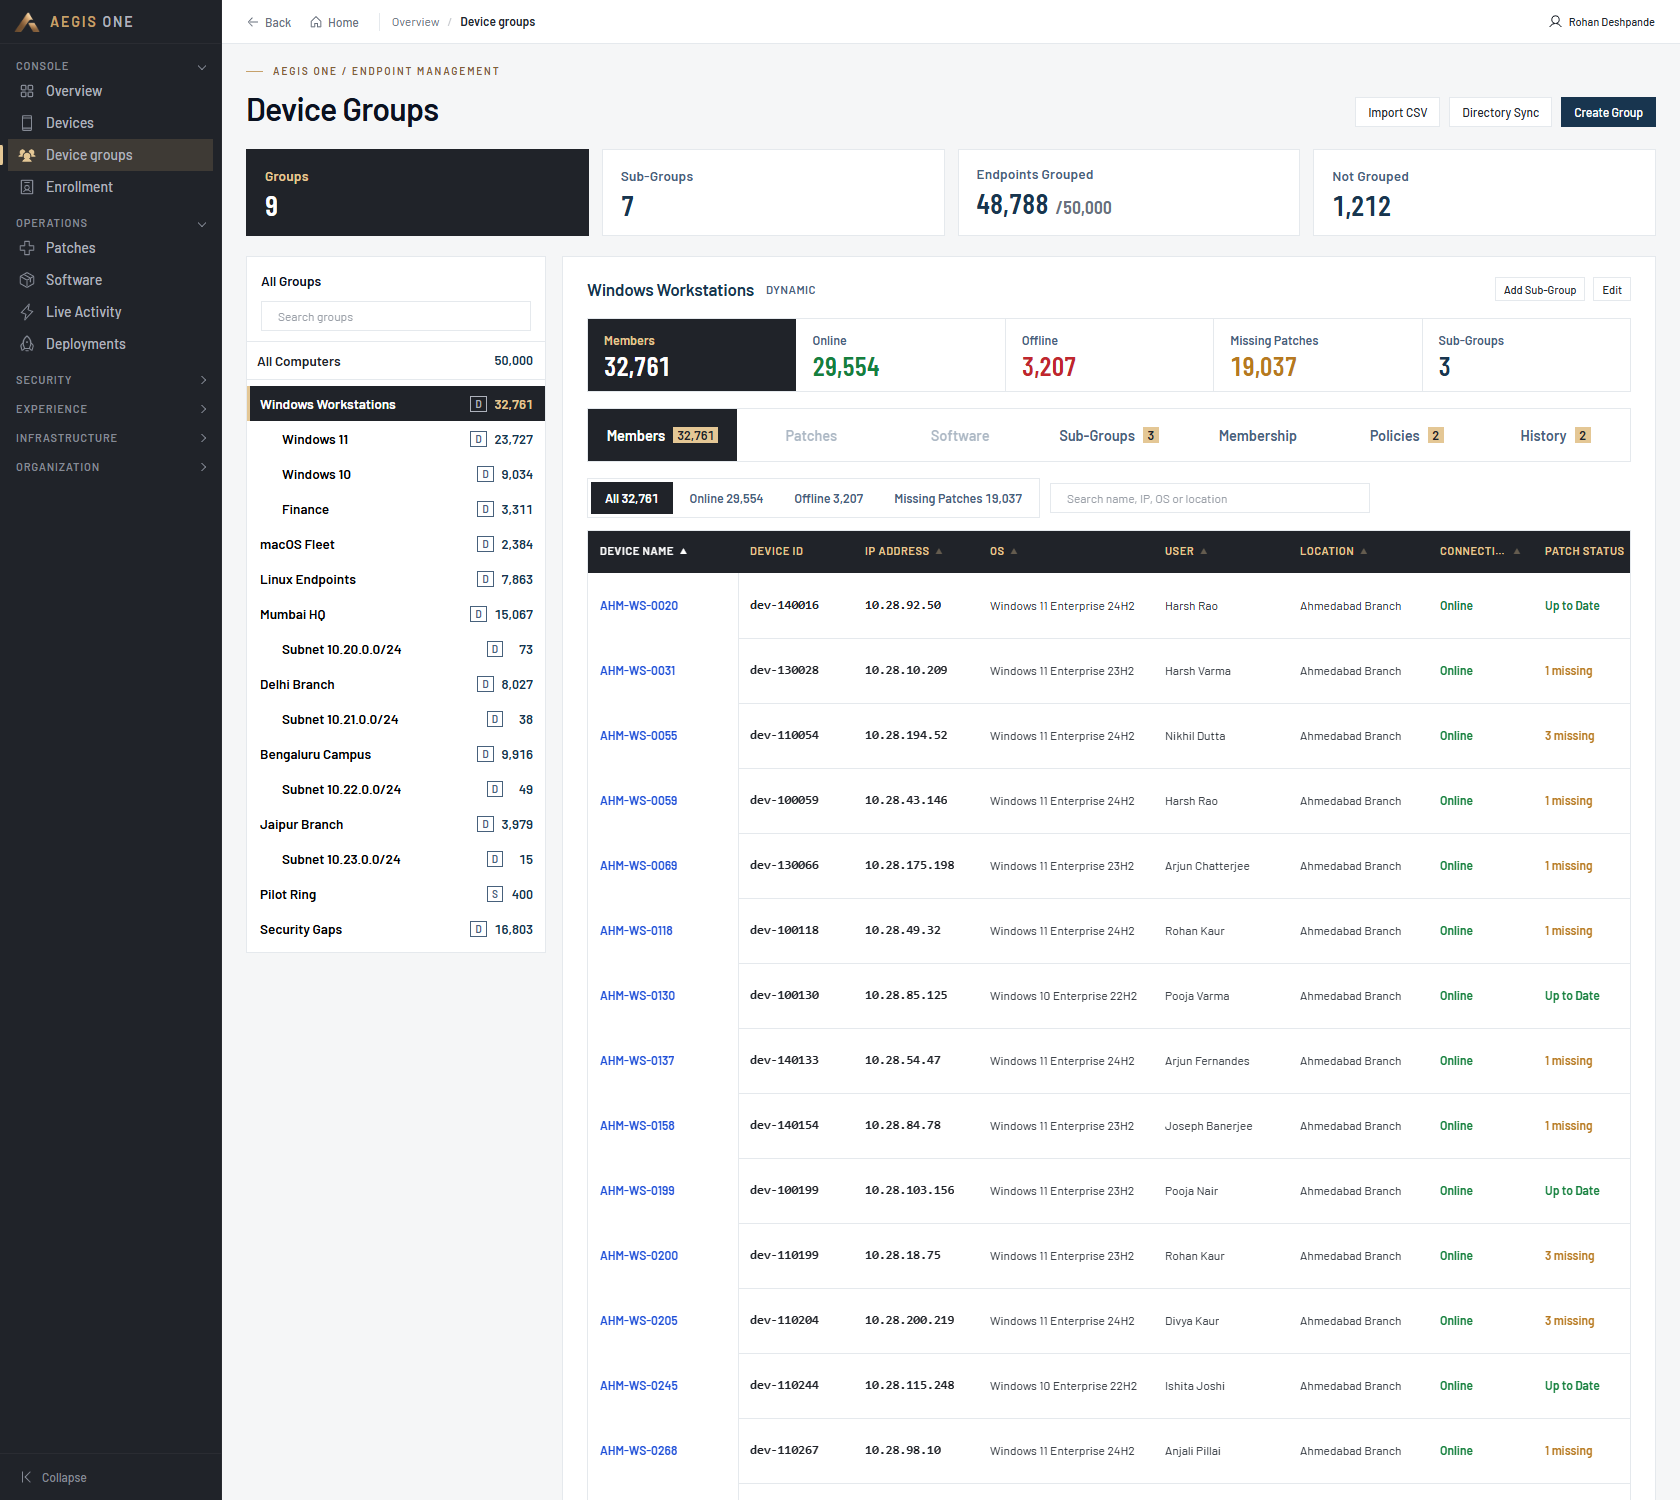 AEGIS ONE
CONSOLE
Overview
Devices
Device groups
Enrollment
OPERATIONS
Patches
Software
Live Activity
Deployments
SECURITY
EXPERIENCE
INFRASTRUCTURE
ORGANIZATION
Collapse
Back Home Overview / Device groups
Rohan Deshpande
AEGIS ONE / ENDPOINT MANAGEMENT
Device Groups
Import CSV Directory Sync Create Group
Groups
9
Sub-Groups
7
Endpoints Grouped
48,788 /50,000
Not Grouped
1,212
All Groups
Search groups
All Computers 50,000
Windows Workstations D 32,761
Windows 11 D 23,727
Windows 10 D 9,034
Finance D 3,311
macOS Fleet D 2,384
Linux Endpoints D 7,863
Mumbai HQ D 15,067
Subnet 10.20.0.0/24 D 73
Delhi Branch D 8,027
Subnet 10.21.0.0/24 D 38
Bengaluru Campus D 9,916
Subnet 10.22.0.0/24 D 49
Jaipur Branch D 3,979
Subnet 10.23.0.0/24 D 15
Pilot Ring S 400
Security Gaps D 16,803
Windows Workstations DYNAMIC
Add Sub-Group Edit
Members
32,761
Online
29,554
Offline
3,207
Missing Patches
19,037
Sub-Groups
3
Members 32,761 Patches Software Sub-Groups 3 Membership Policies 2 History 2
All 32,761 Online 29,554 Offline 3,207 Missing Patches 19,037 Search name, IP, OS or location
DEVICE NAME DEVICE ID IP ADDRESS OS USER LOCATION CONNECTI... PATCH STATUS
AHM-WS-0020 dev-140016 10.28.92.50 Windows 11 Enterprise 24H2 Harsh Rao Ahmedabad Branch Online Up to Date
AHM-WS-0031 dev-130028 10.28.10.209 Windows 11 Enterprise 23H2 Harsh Varma Ahmedabad Branch Online 1 missing
AHM-WS-0055 dev-110054 10.28.194.52 Windows 11 Enterprise 24H2 Nikhil Dutta Ahmedabad Branch Online 3 missing
AHM-WS-0059 dev-100059 10.28.43.146 Windows 11 Enterprise 24H2 Harsh Rao Ahmedabad Branch Online 1 missing
AHM-WS-0069 dev-130066 10.28.175.198 Windows 11 Enterprise 23H2 Arjun Chatterjee Ahmedabad Branch Online 1 missing
AHM-WS-0118 dev-100118 10.28.49.32 Windows 11 Enterprise 24H2 Rohan Kaur Ahmedabad Branch Online 1 missing
AHM-WS-0130 dev-100130 10.28.85.125 Windows 10 Enterprise 22H2 Pooja Varma Ahmedabad Branch Online Up to Date
AHM-WS-0137 dev-140133 10.28.54.47 Windows 11 Enterprise 24H2 Arjun Fernandes Ahmedabad Branch Online 1 missing
AHM-WS-0158 dev-140154 10.28.84.78 Windows 11 Enterprise 23H2 Joseph Banerjee Ahmedabad Branch Online 1 missing
AHM-WS-0199 dev-100199 10.28.103.156 Windows 11 Enterprise 23H2 Pooja Nair Ahmedabad Branch Online Up to Date
AHM-WS-0200 dev-110199 10.28.18.75 Windows 11 Enterprise 23H2 Rohan Kaur Ahmedabad Branch Online 3 missing
AHM-WS-0205 dev-110204 10.28.200.219 Windows 11 Enterprise 24H2 Divya Kaur Ahmedabad Branch Online 3 missing
AHM-WS-0245 dev-110244 10.28.115.248 Windows 10 Enterprise 22H2 Ishita Joshi Ahmedabad Branch Online Up to Date
AHM-WS-0268 dev-110267 10.28.98.10 Windows 11 Enterprise 24H2 Anjali Pillai Ahmedabad Branch Online 1 missing